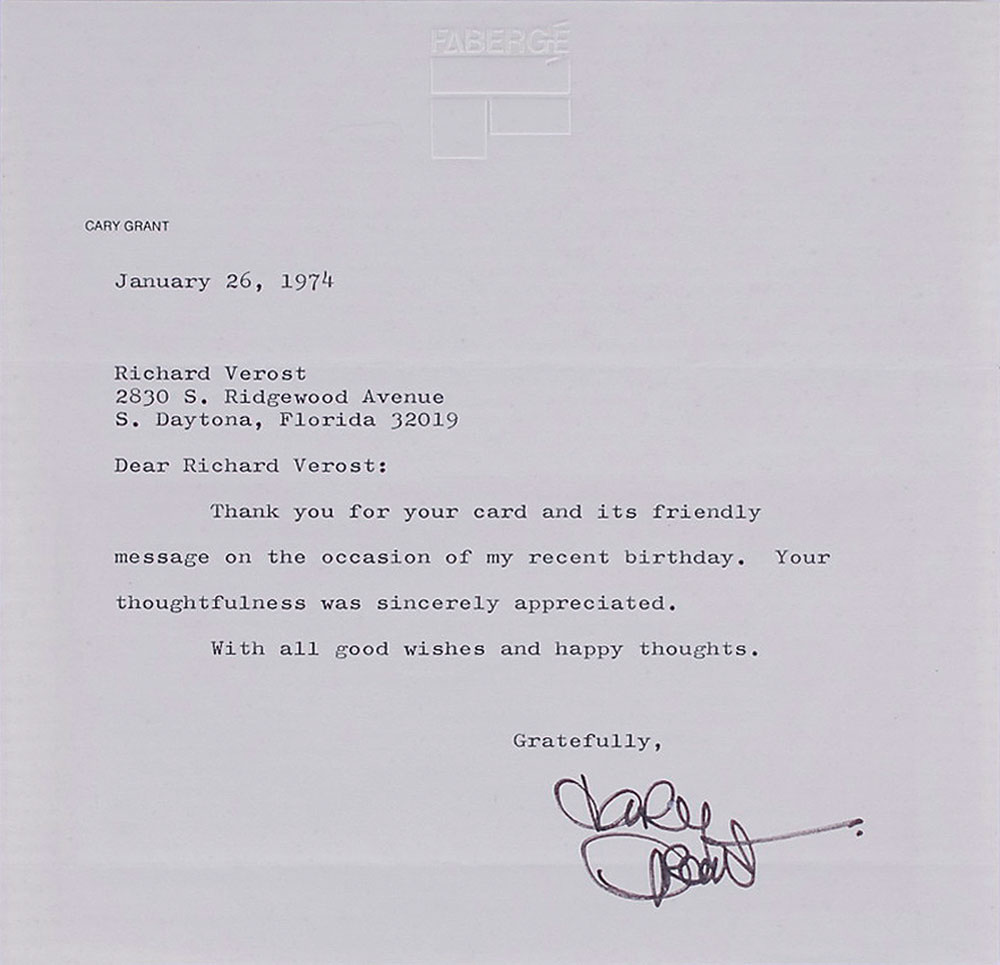 FABERGÉ
CARY GRANT
January 26, 1974
Richard Verost
2830 S. Ridgewood Avenue
S. Daytona, Florida 32019
Dear Richard Verost:
Thank you for your card and its friendly
message on the occasion of my recent birthday. Your
thoughtfulness was sincerely appreciated.
With all good wishes and happy thoughts.
Gratefully,
Cary
Grant